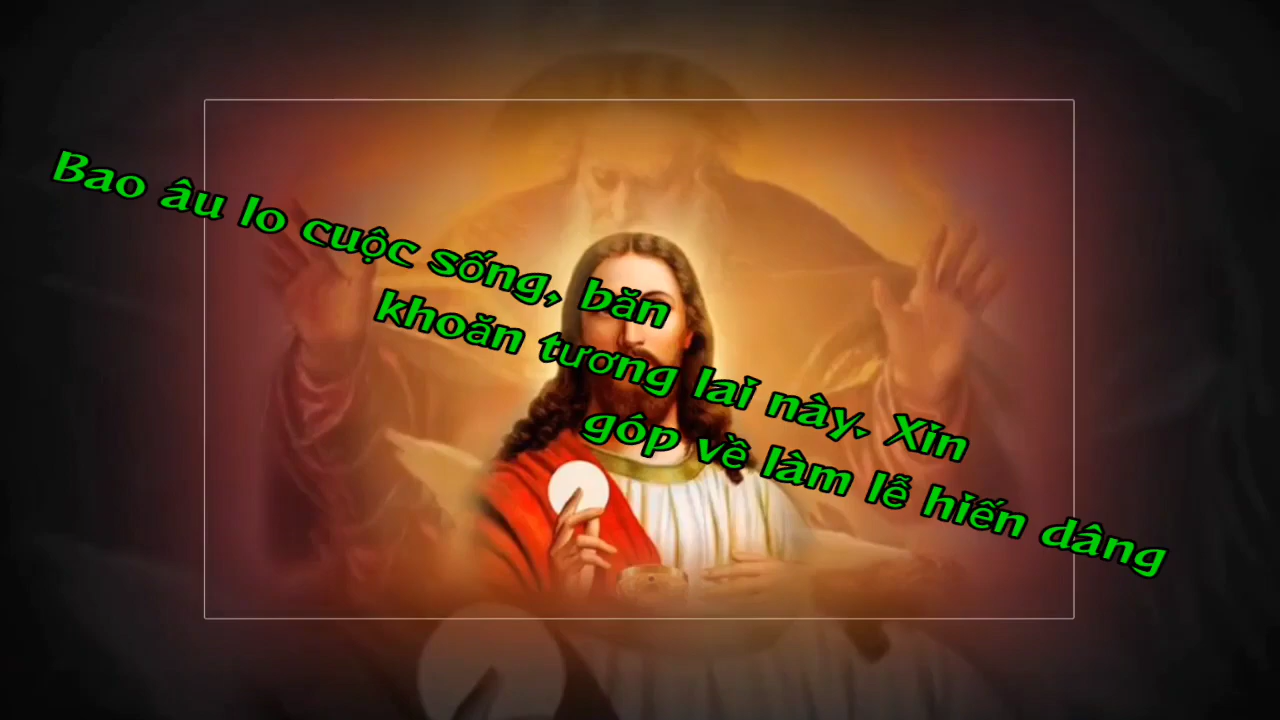 Bao âu lo cuộc sống, băn
khoăn tương lai này. Xin
góp về làm lễ hiến dâng